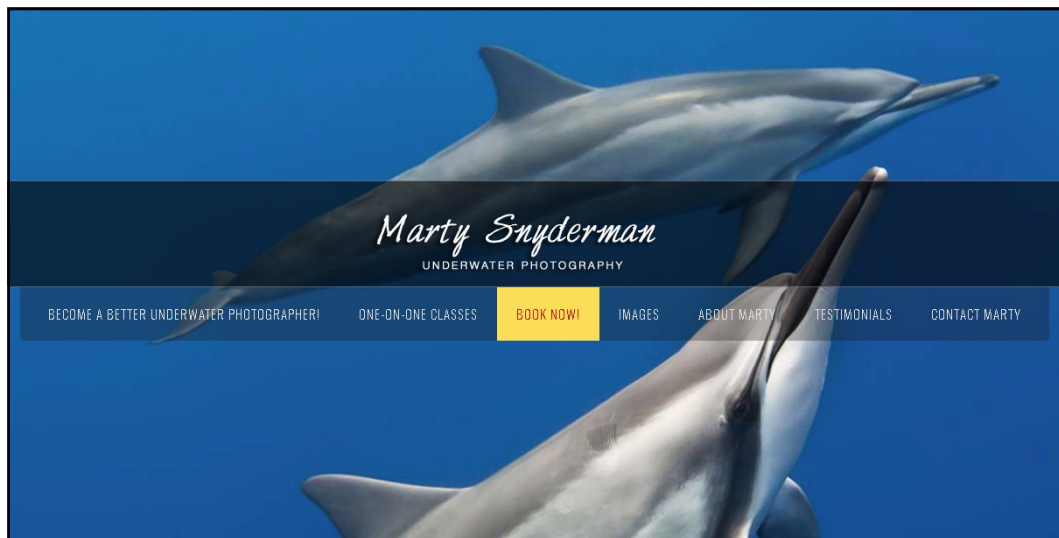 Marty Snyderman
UNDERWATER PHOTOGRAPHY
BECOME A BETTER UNDERWATER PHOTOGRAPHER! ONE-ON-ONE CLASSES BOOK NOW! IMAGES ABOUT MARTY TESTIMONIALS CONTACT MARTY